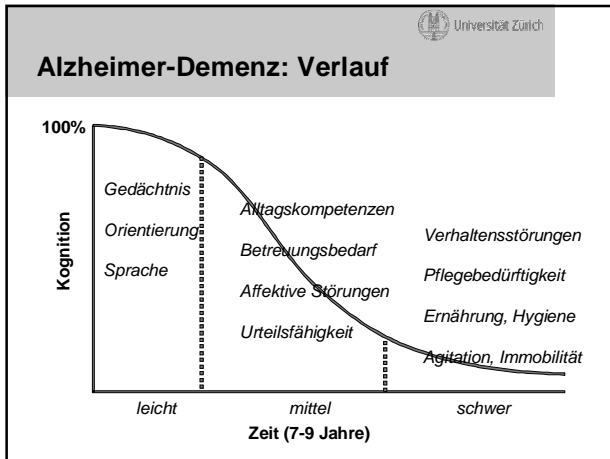 Universität Zürich
Alzheimer-Demenz: Verlauf
100%
Kognition
Gedächtnis
Orientierung
Sprache
Alltagskompetenzen
Betreuungsbedarf
Affektive Störungen
Urteilsfähigkeit
Verhaltensstörungen
Pflegebedürftigkeit
Ernährung, Hygiene
Agitation, Immobilität
leicht mittel schwer
Zeit (7-9 Jahre)